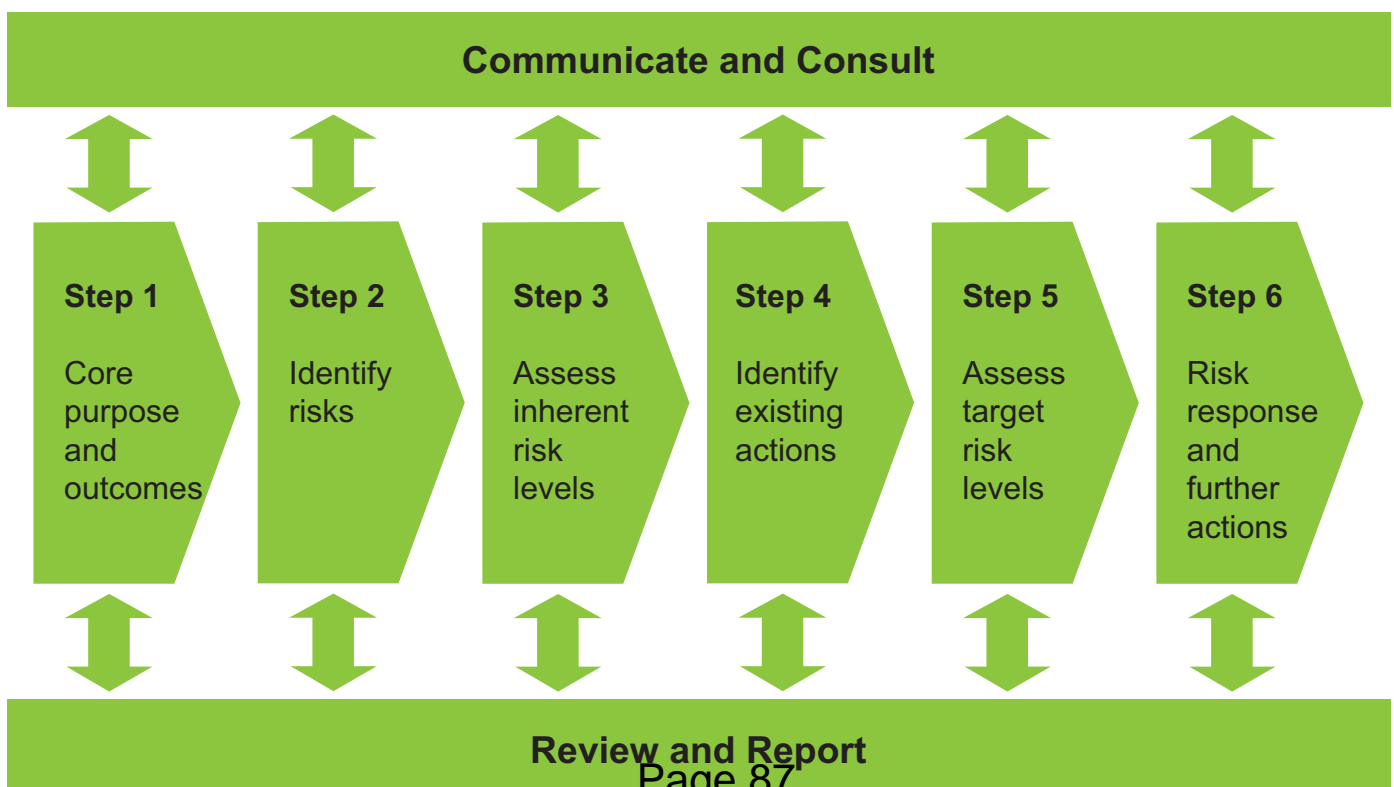 Communicate and Consult
Step 1
Core
purpose
and
outcomes
Step 2
Identify
risks
Step 3
Assess
inherent
risk
levels
Step 4
Identify
existing
actions
Step 5
Assess
target
risk
levels
Step 6
Risk
response
and
further
actions
Review and Report
Page 87